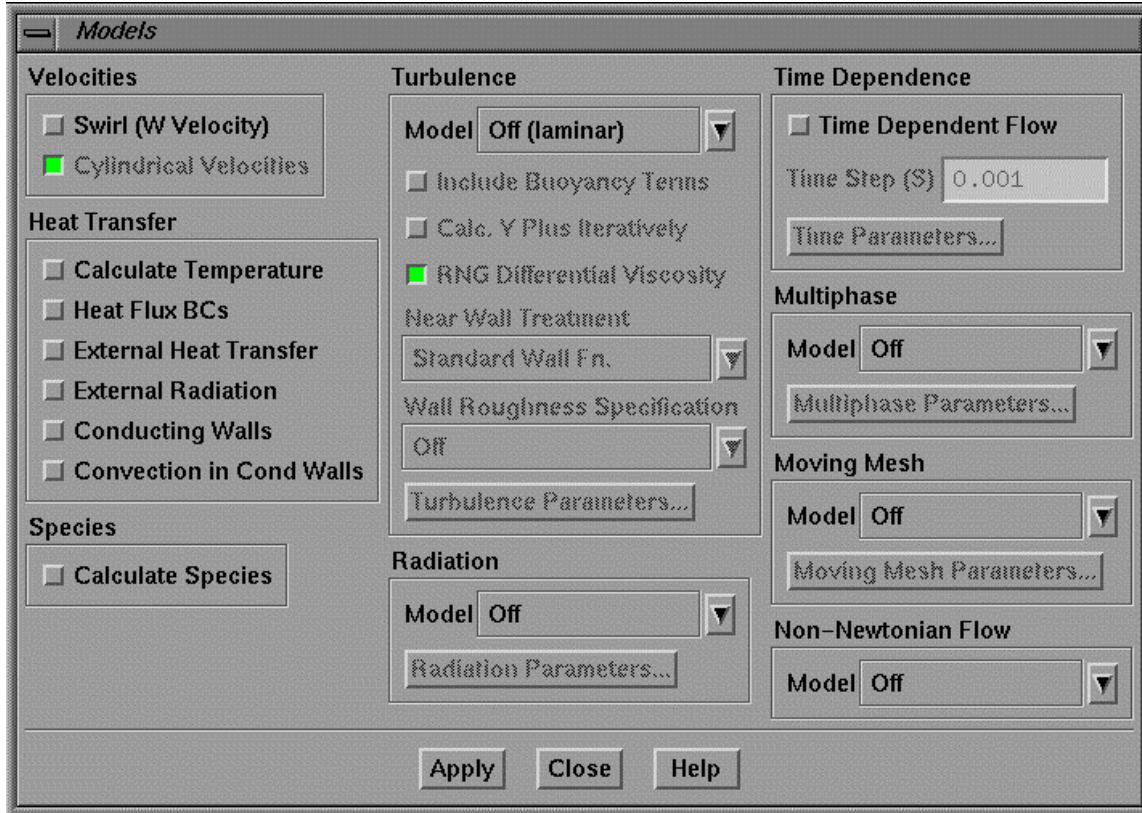 Models
Velocities
Swirl (W Velocity)
Cylindrical Velocities
Heat Transfer
Calculate Temperature
Heat Flux BCs
External Heat Transfer
External Radiation
Conducting Walls
Convection in Cond Walls
Species
Calculate Species
Turbulence
Model Off (laminar)
Include Buoyancy Terms
Calc. Y Plus Iteratively
RNG Differential Viscosity
Near Wall Treatment
Standard Wall Fn.
Wall Roughness Specification
Off
Turbulence Parameters...
Radiation
Model Off
Radiation Parameters...
Time Dependence
Time Dependent Flow
Time Step (S) 0.001
Time Parameters...
Multiphase
Model Off
Multiphase Parameters...
Moving Mesh
Model Off
Moving Mesh Parameters...
Non-Newtonian Flow
Model Off
Apply Close Help